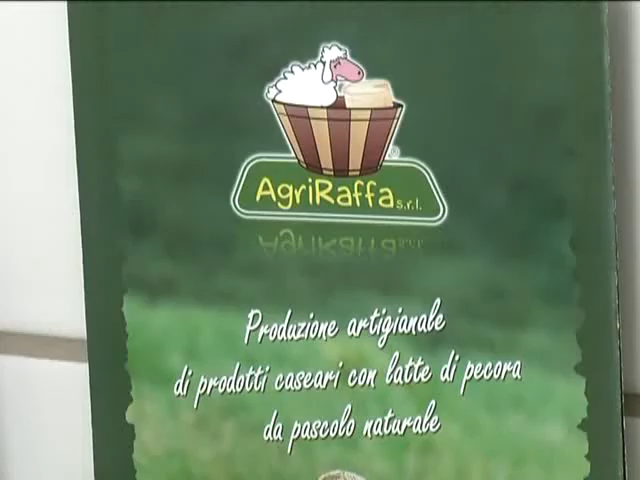 AgriRaffa s.r.l.
Produzione artigianale
di prodotti caseari con latte di pecora
da pascolo naturale